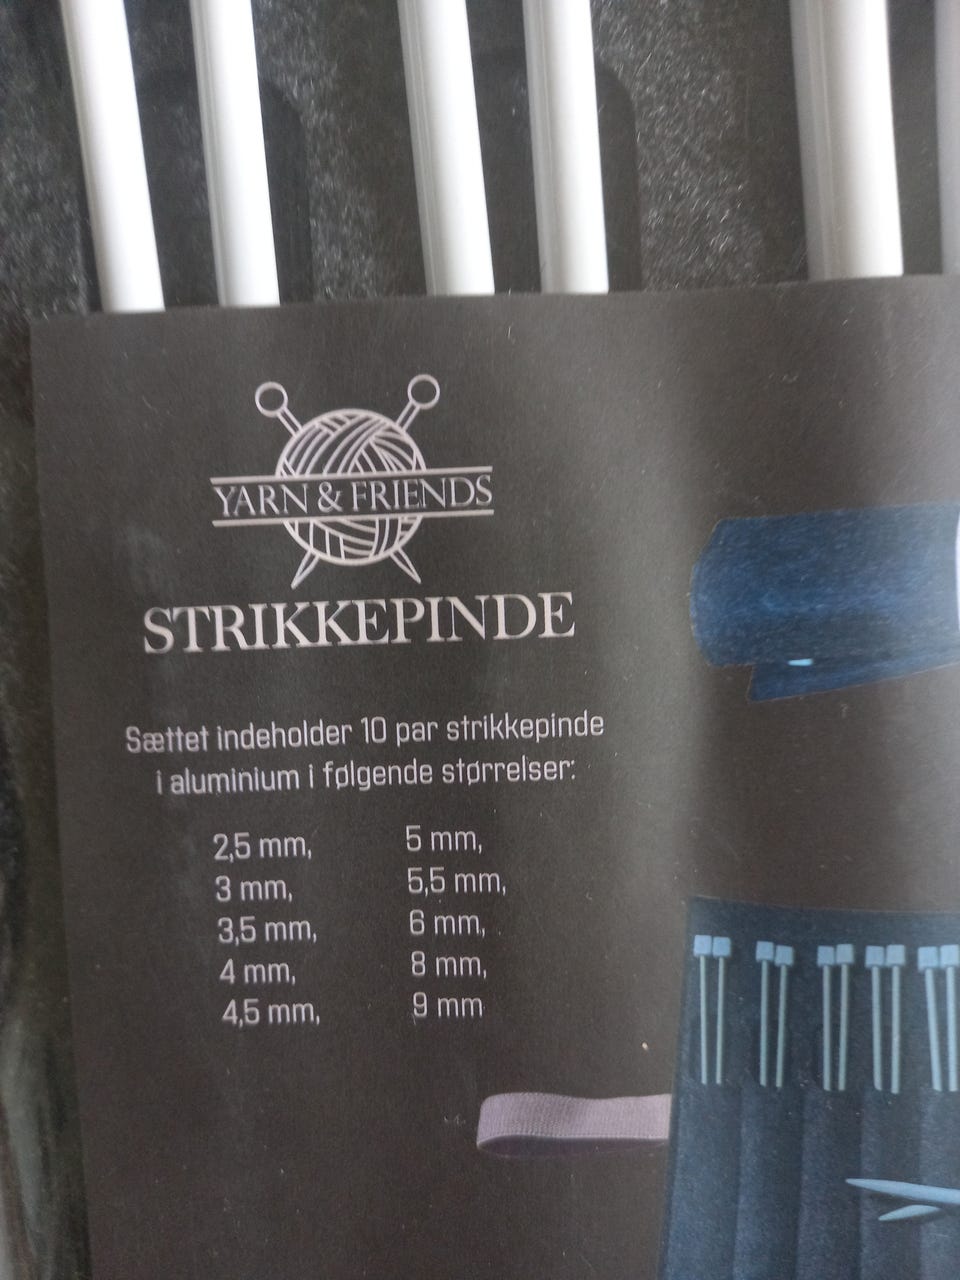 YARN & FRIENDS
STRIKKEPINDE
Sættet indeholder 10 par strikkepinde
i aluminium i følgende størrelser:
2,5 mm,
3 mm,
3,5 mm,
4 mm,
4,5 mm,
5 mm,
5,5 mm,
6 mm,
8 mm,
9 mm